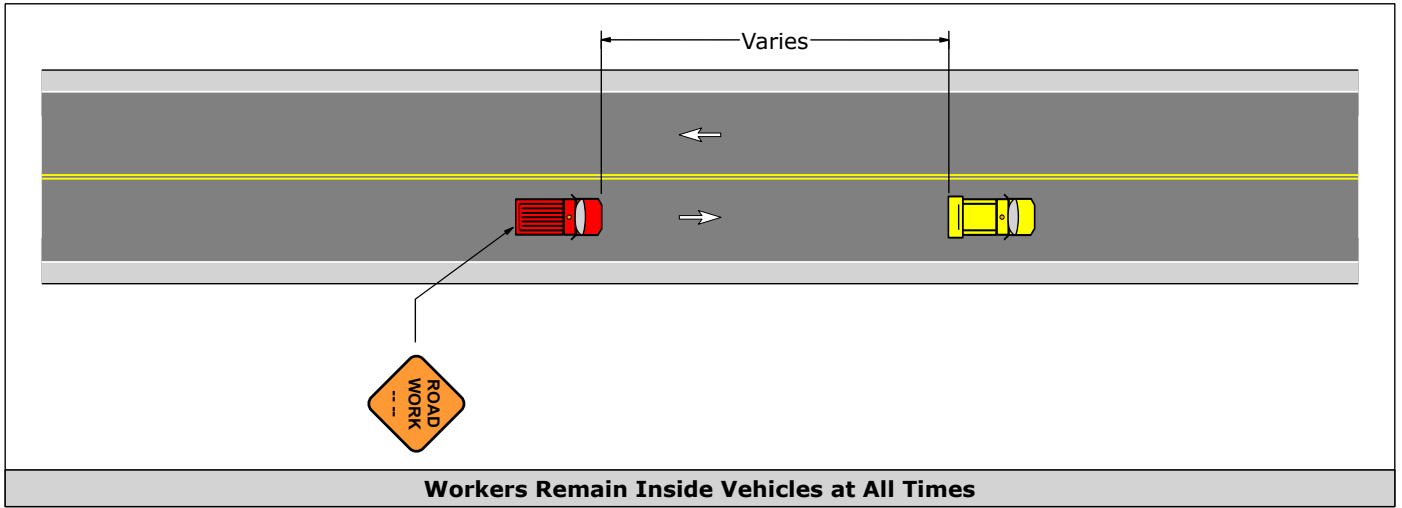 Varies
ROAD
WORK
-- --
Workers Remain Inside Vehicles at All Times